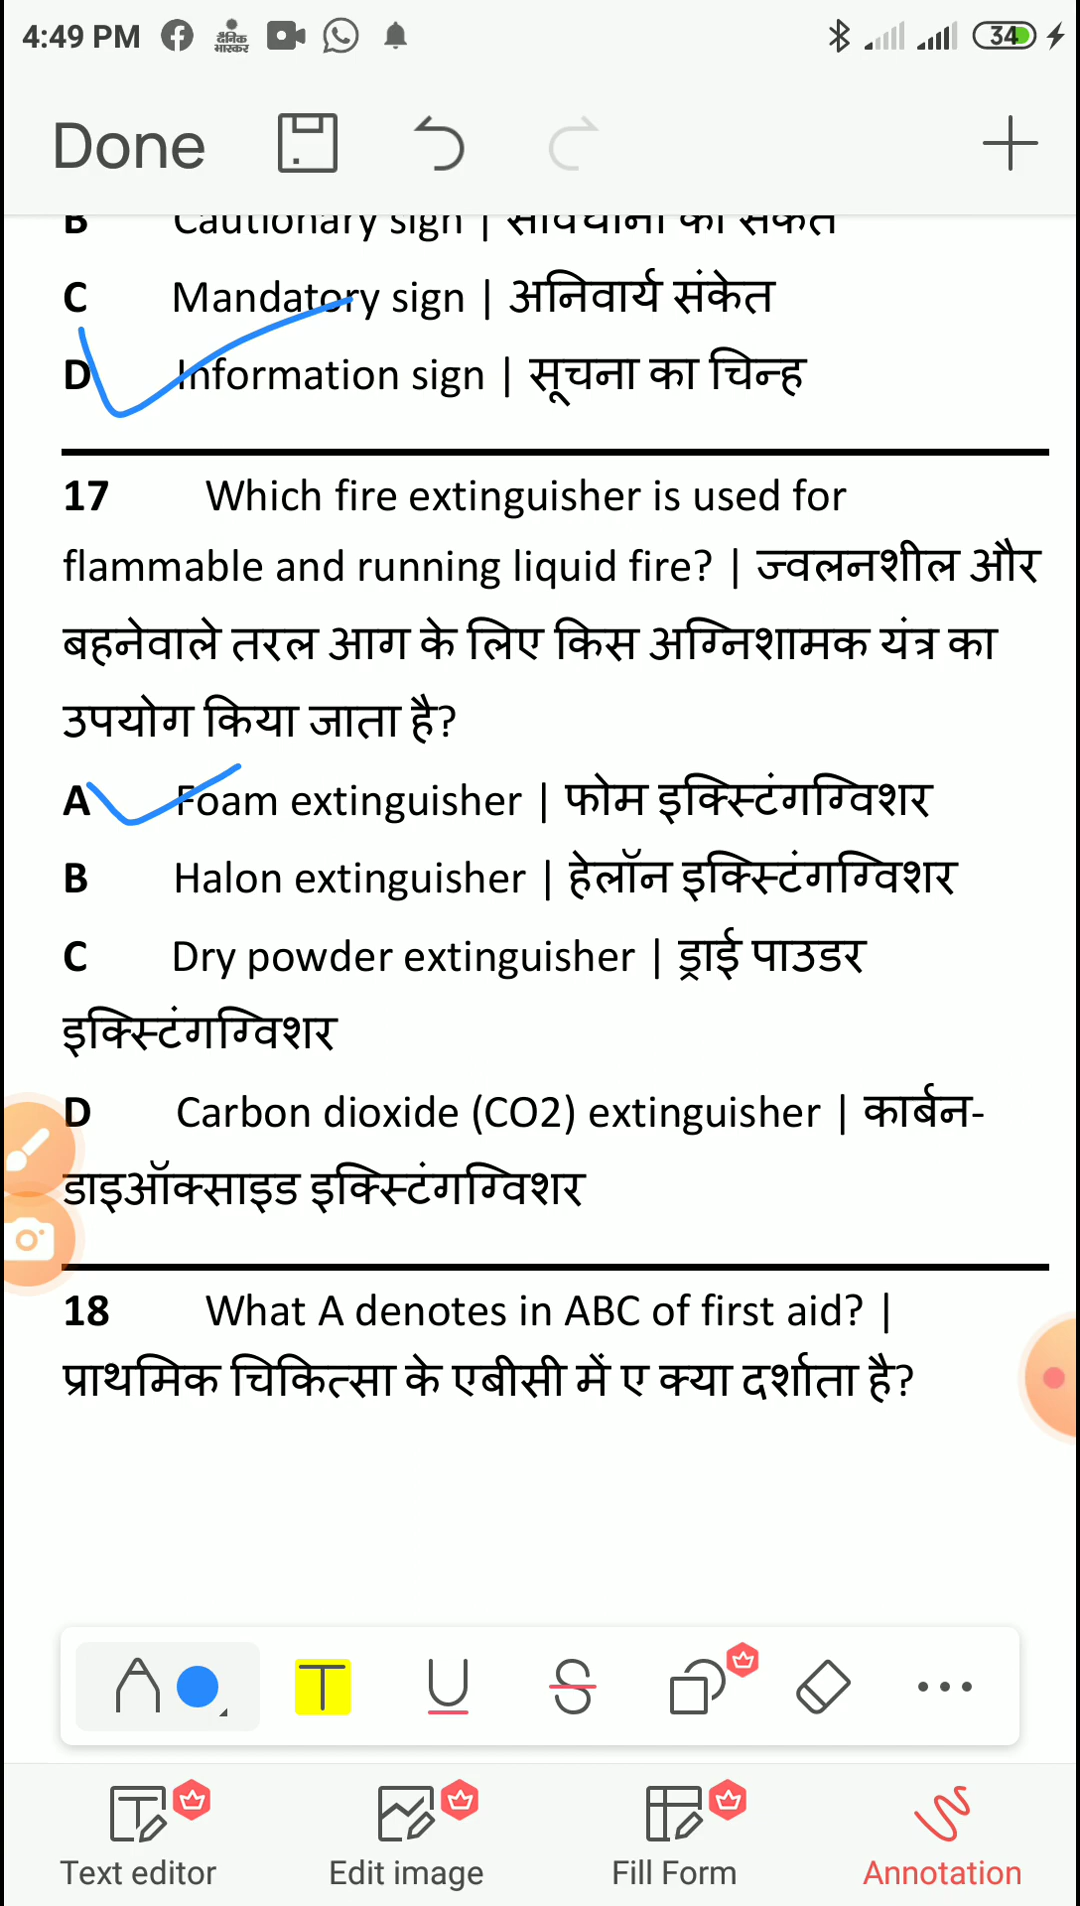 4:49 PM
दैनिक
भास्कर
34
Done
B Cautionary sign | सावधानी का संकेत
C Mandatory sign | अनिवार्य संकेत
D Information sign | सूचना का चिन्ह
17 Which fire extinguisher is used for
flammable and running liquid fire? | ज्वलनशील और
बहनेवाले तरल आग के लिए किस अग्निशामक यंत्र का
उपयोग किया जाता है?
A Foam extinguisher | फोम इक्स्टिंगग्विशर
B Halon extinguisher | हेलॉन इक्स्टिंगग्विशर
C Dry powder extinguisher | ड्राई पाउडर
इक्स्टिंगग्विशर
D Carbon dioxide (CO2) extinguisher | कार्बन-
डाइऑक्साइड इक्स्टिंगग्विशर
18 What A denotes in ABC of first aid? |
प्राथमिक चिकित्सा के एबीसी में ए क्या दर्शाता है?
Text editor
Edit image
Fill Form
Annotation